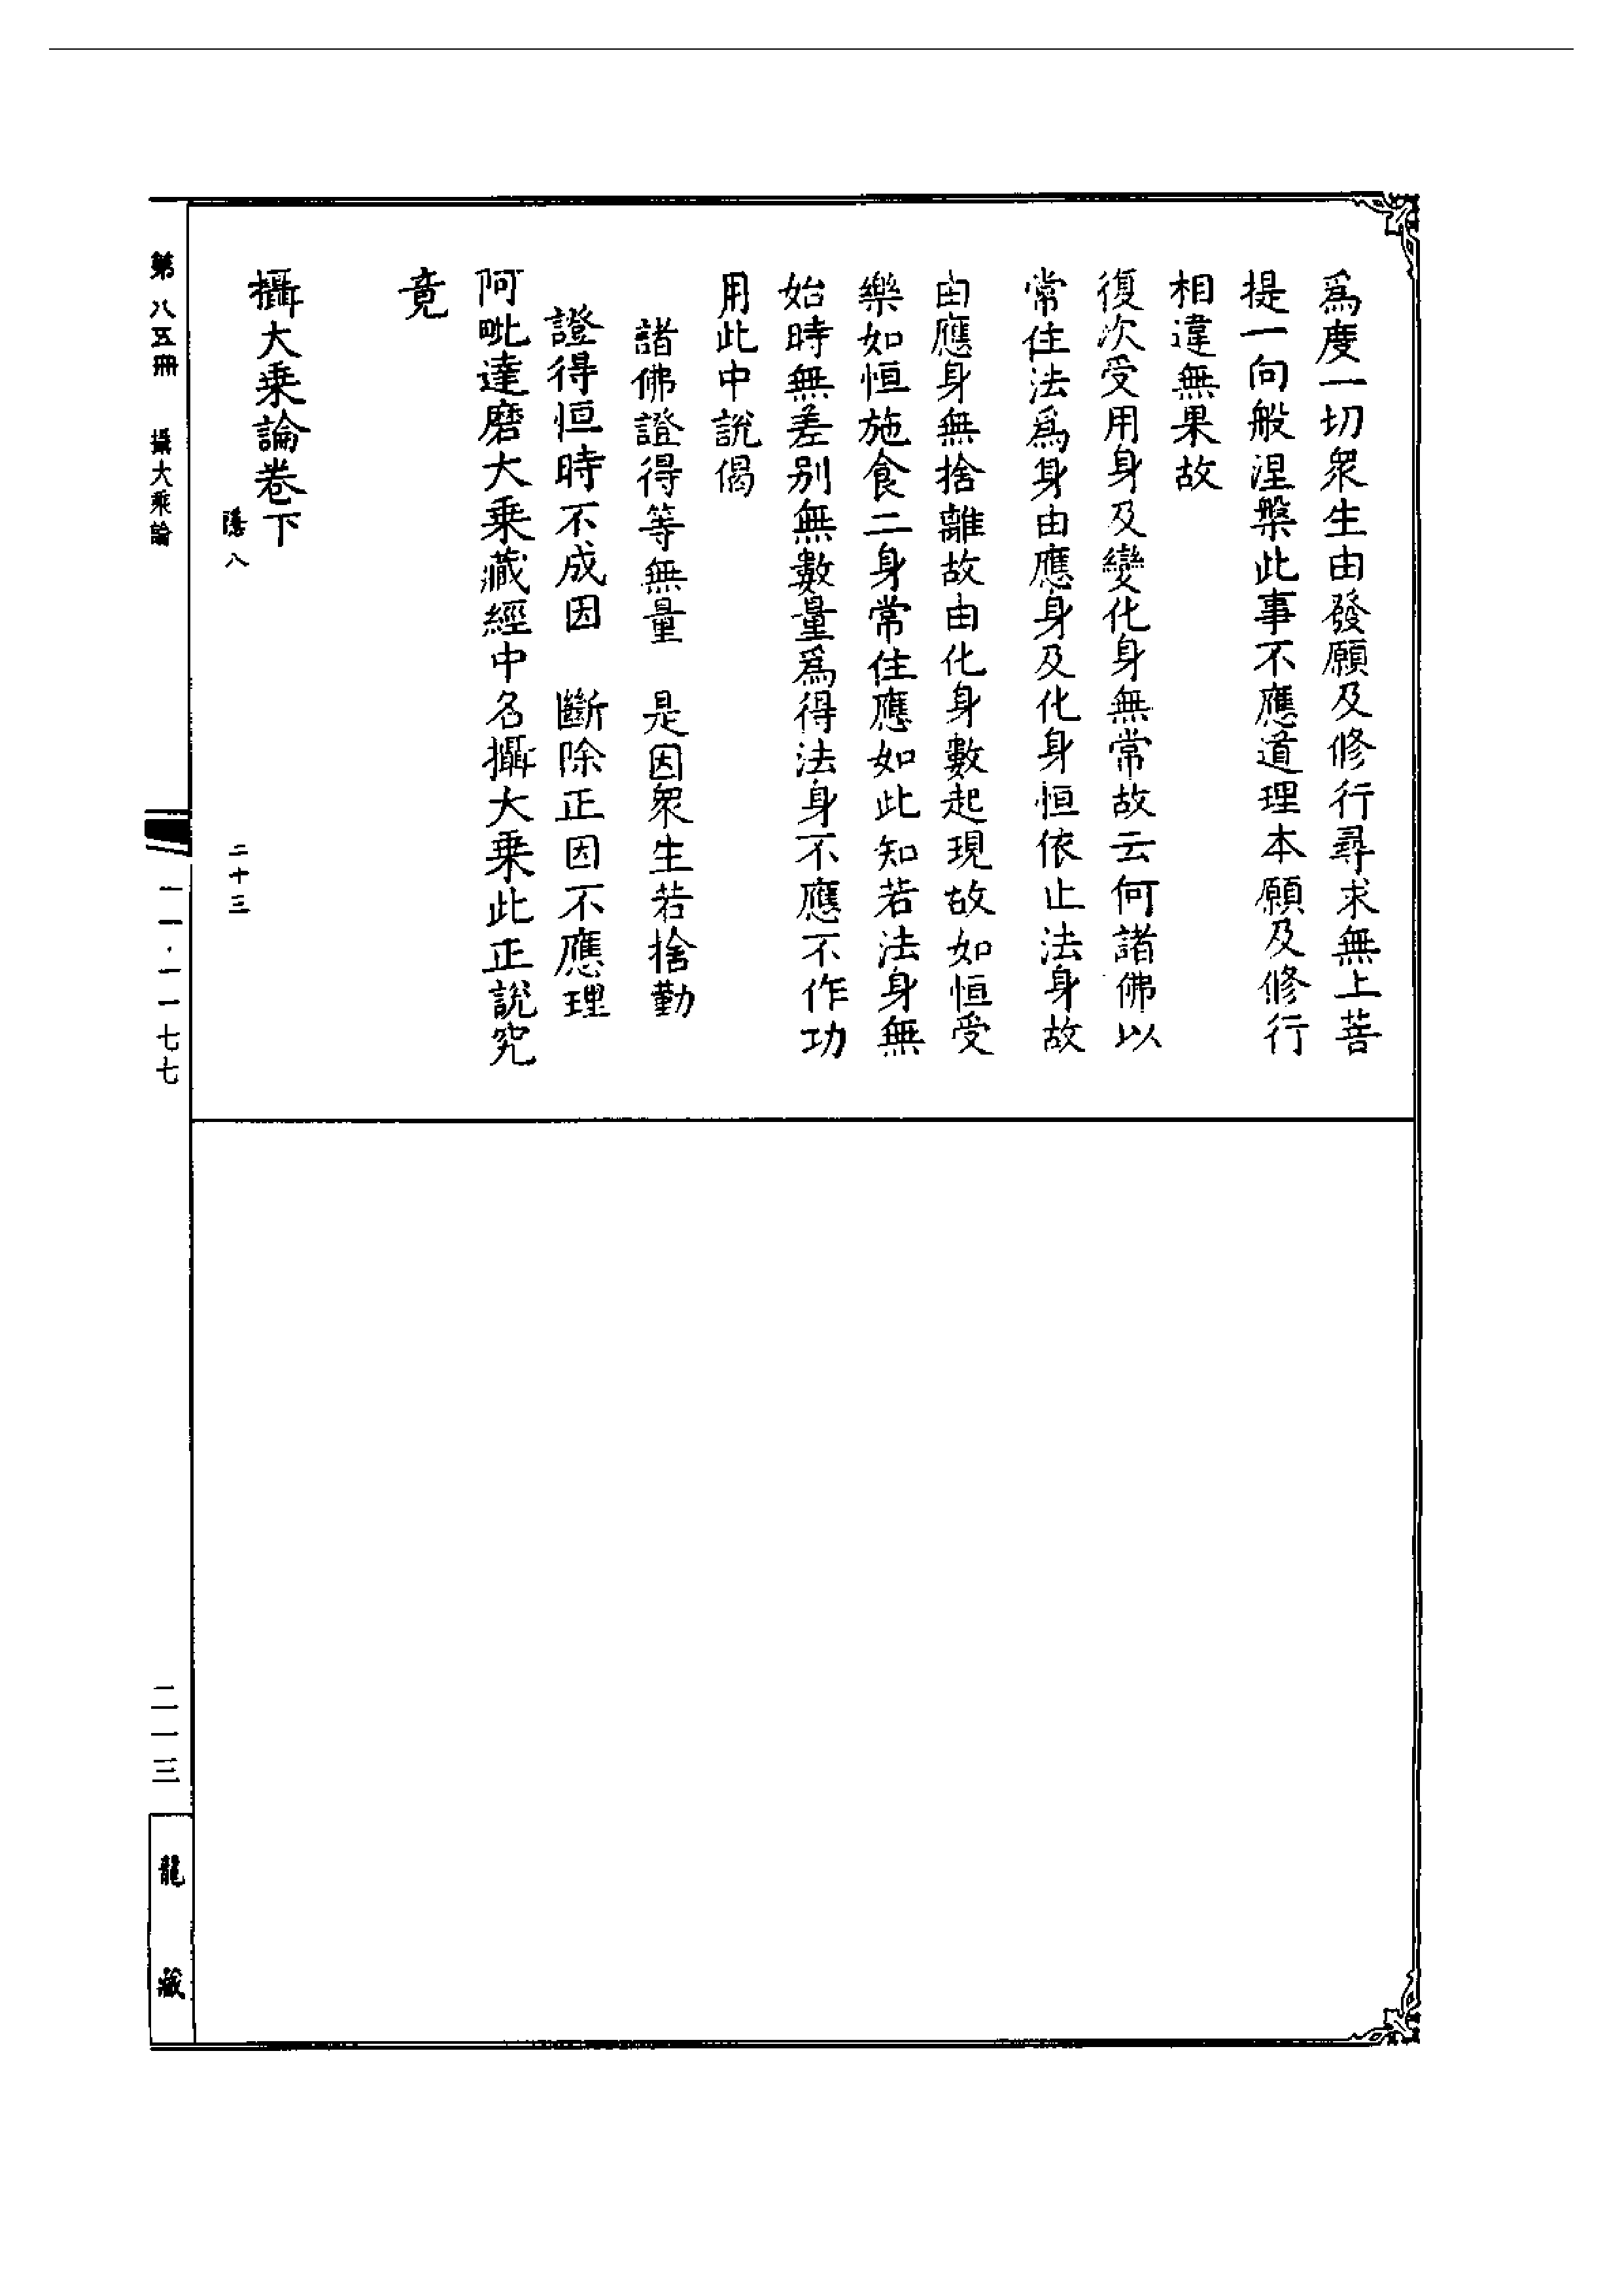 爲度一切衆生由發願及修行尋求無上菩
提一向般涅槃此事不應道理本願及修行
相違無果故
復次受用身及變化身無常故云何諸佛以
常住法爲身由應身及化身恒依止法身故
由應身無捨離故由化身數起現故如恒受
樂如恒施食二身常住應如此知若法身無
始時無差别無數量爲得法身不應不作功
用此中說偈
諸佛證得等無量　是因衆生若捨勤
證得恒時不成因　斷除正因不應理
阿毗達磨大乗藏經中名攝大乗此正說究
竟
攝大乗論卷下
隱八　二十三
第八五冊　攝大乘論　一一·一一七七　二一三
龍藏